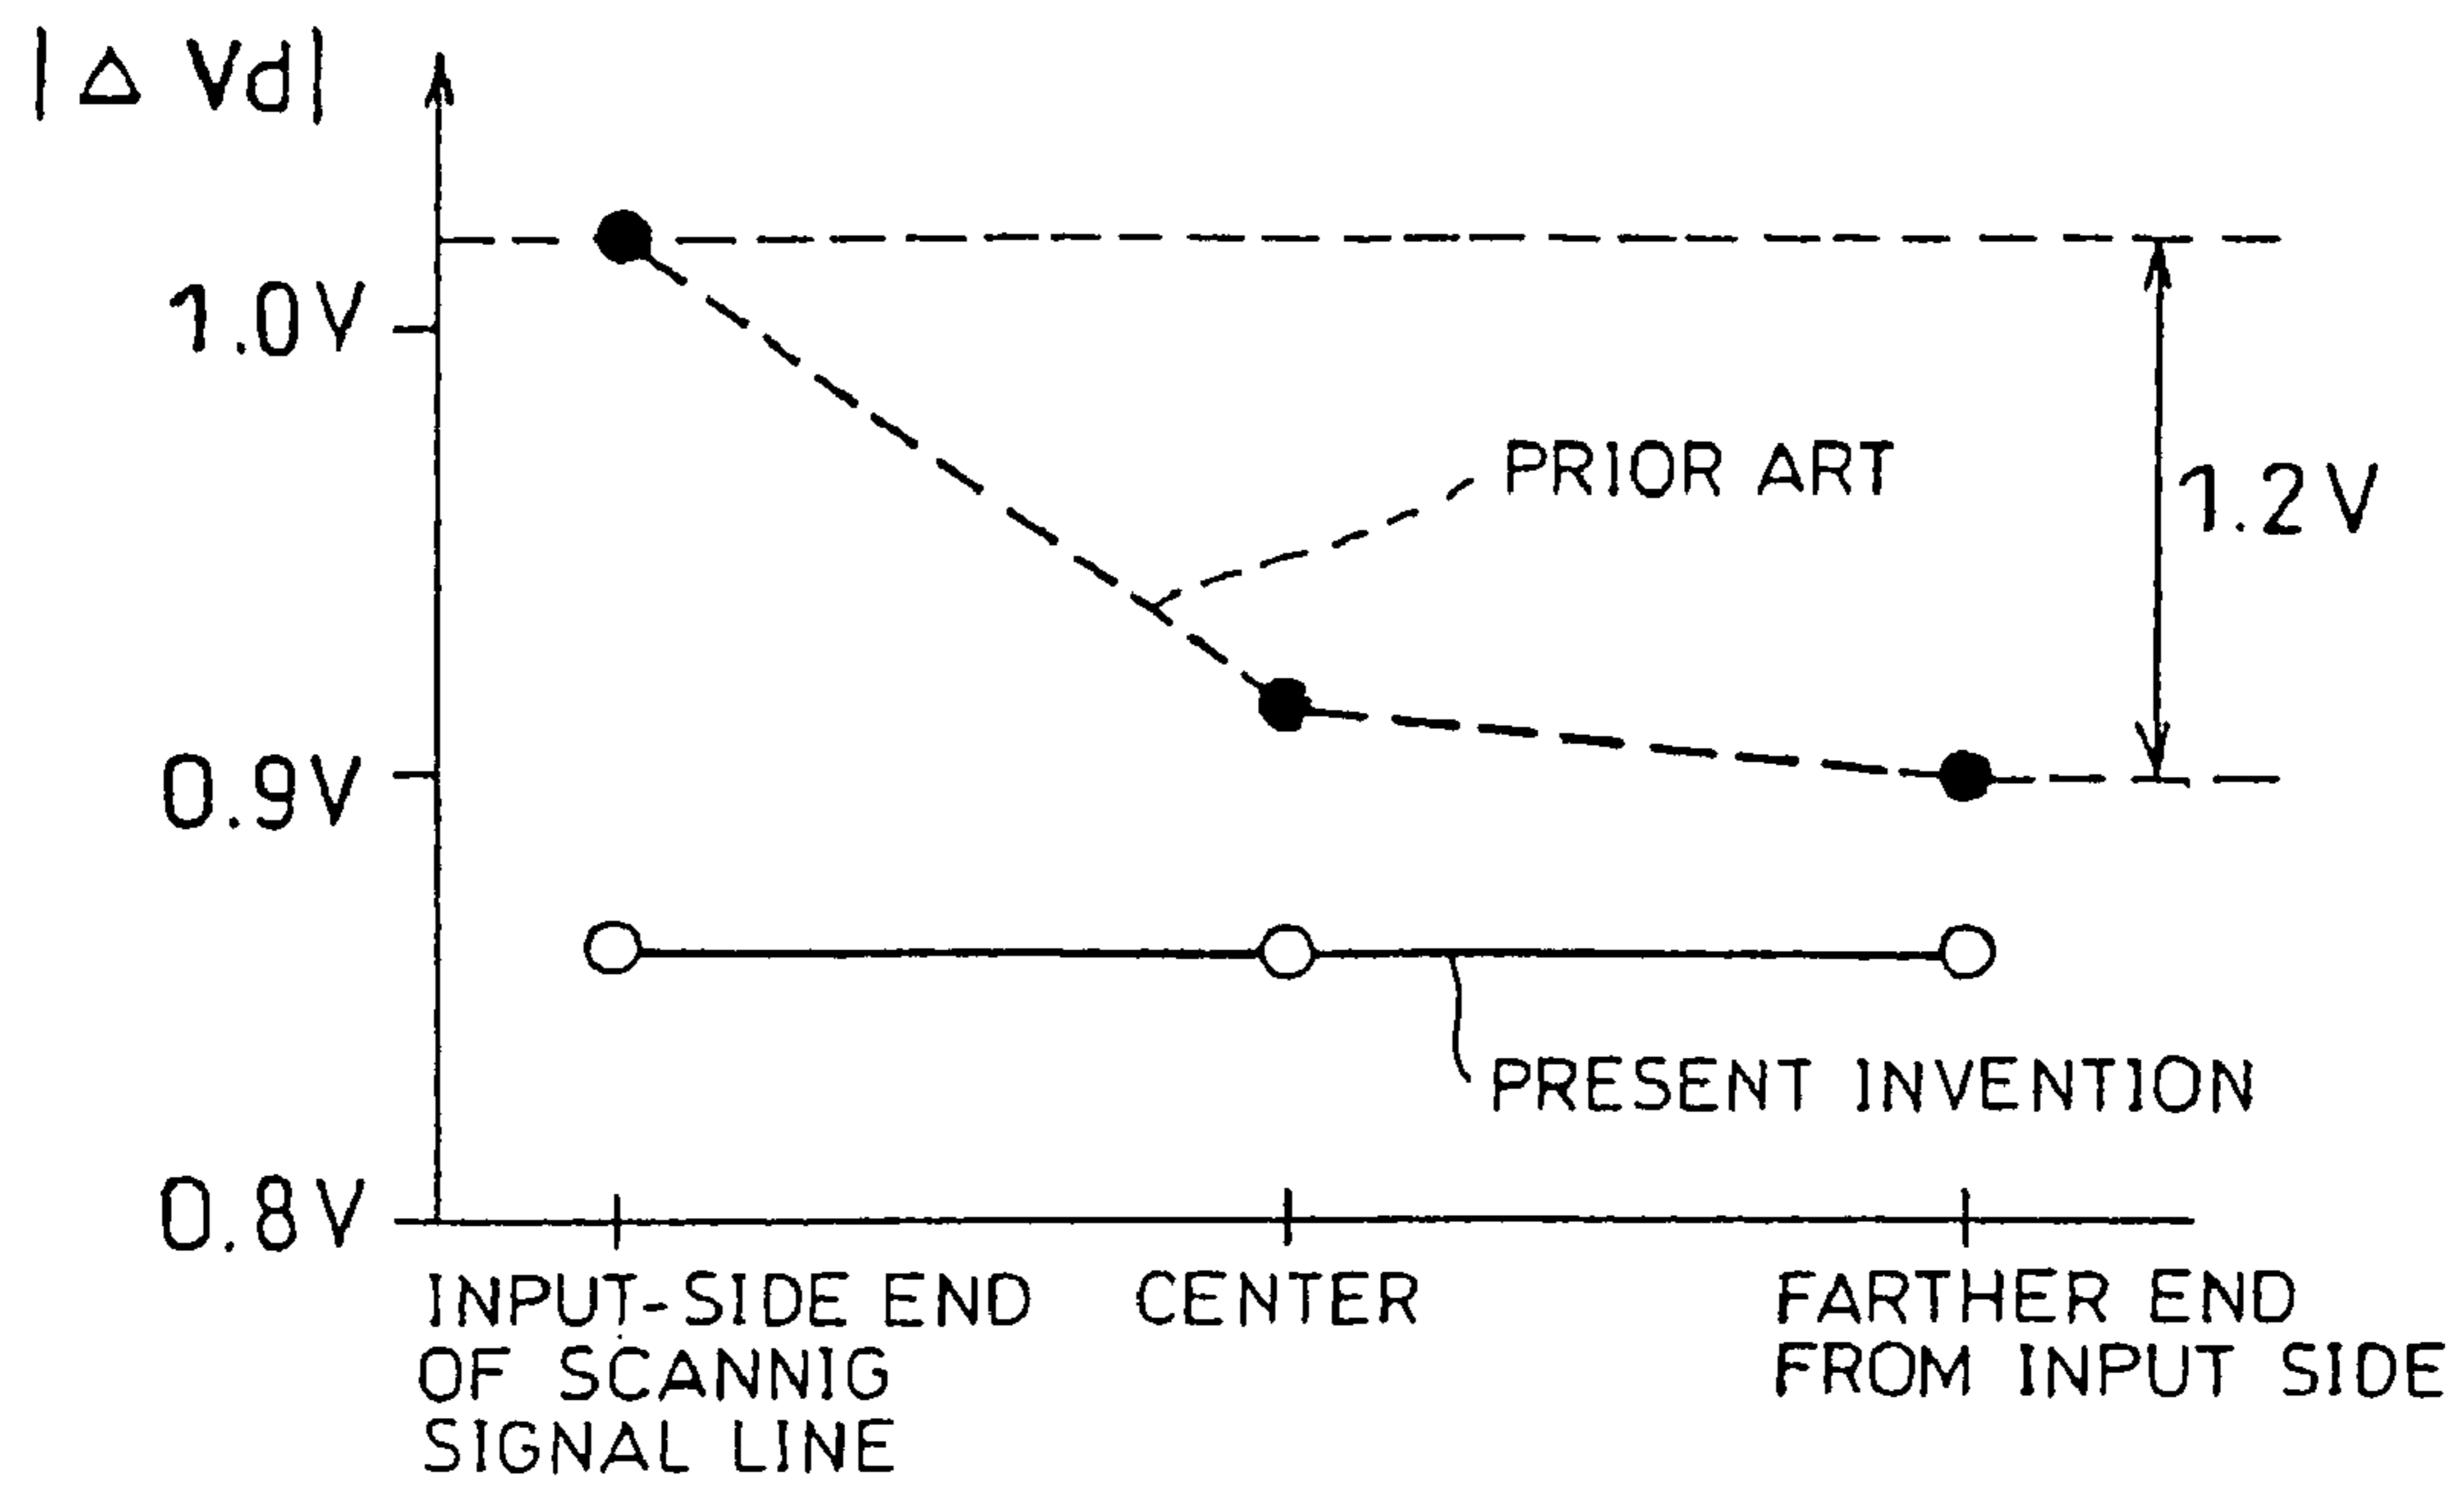 |△ Vd|
1.0V
PRIOR ART
1.2V
0.9V
PRESENT INVENTION
0.8V
INPUT-SIDE END
OF SCANNIG
SIGNAL LINE
CENTER
FARTHER END
FROM INPUT SIDE